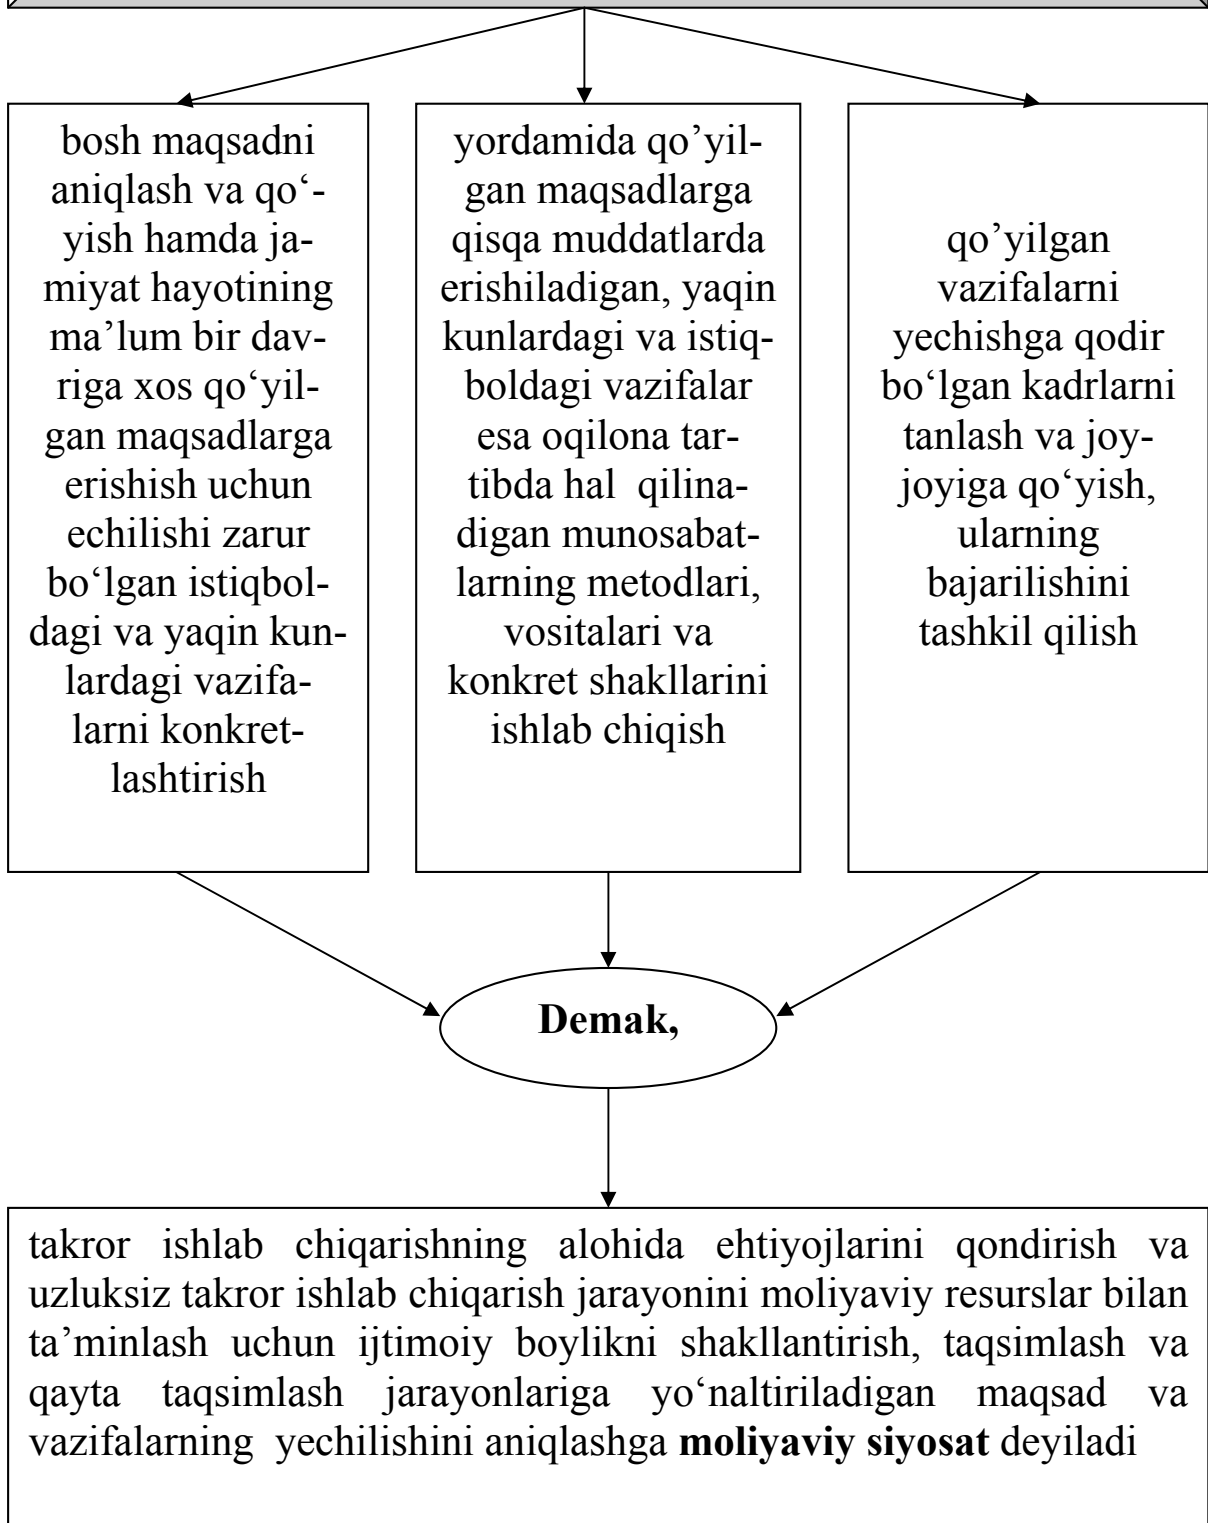 bosh maqsadni
aniqlash va qo‘-
yish hamda ja-
miyat hayotining
ma’lum bir dav-
riga xos qo‘yil-
gan maqsadlarga
erishish uchun
echilishi zarur
bo‘lgan istiqbol-
dagi va yaqin kun-
lardagi vazifa-
larni konkret-
lashtirish
yordamida qo’yil-
gan maqsadlarga
qisqa muddatlarda
erishiladigan, yaqin
kunlardagi va istiq-
boldagi vazifalar
esa oqilona tar-
tibda hal qilina-
digan munosabat-
larning metodlari,
vositalari va
konkret shakllarini
ishlab chiqish
qo’yilgan
vazifalarni
yechishga qodir
bo‘lgan kadrlarni
tanlash va joy-
joyiga qo‘yish,
ularning
bajarilishini
tashkil qilish
Demak,
takror ishlab chiqarishning alohida ehtiyojlarini qondirish va
uzluksiz takror ishlab chiqarish jarayonini moliyaviy resurslar bilan
ta’minlash uchun ijtimoiy boylikni shakllantirish, taqsimlash va
qayta taqsimlash jarayonlariga yo‘naltiriladigan maqsad va
vazifalarning yechilishini aniqlashga moliyaviy siyosat deyiladi